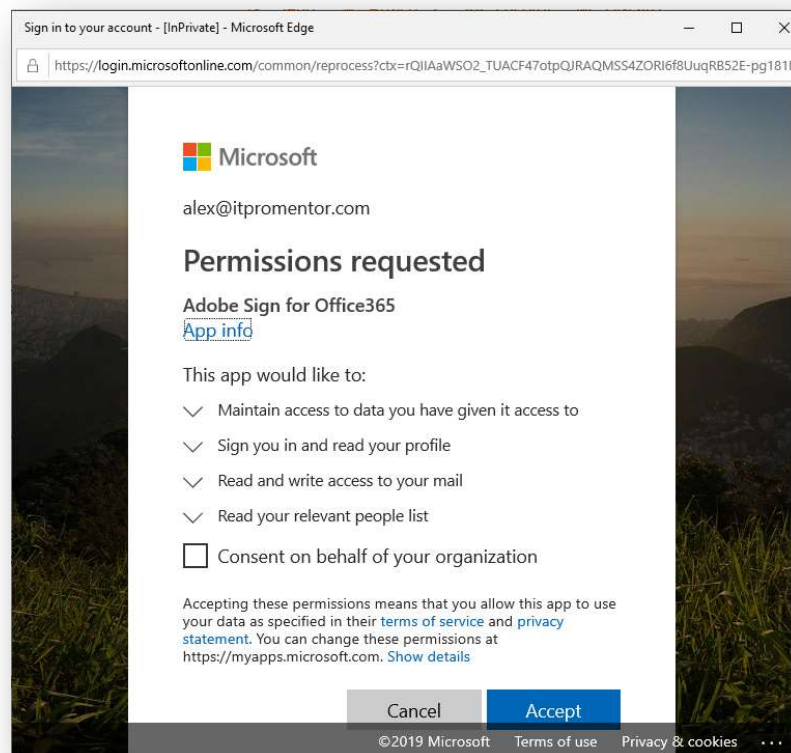 Sign in to your account - [InPrivate] - Microsoft Edge
https://login.microsoftonline.com/common/reprocess?ctx=rQIIAaWSO2_TUACF47otpQJRAQMSS4ZORI6f8UuqRB52E-pg181
Microsoft
alex@itpromentor.com
Permissions requested
Adobe Sign for Office365
App info
This app would like to:
Maintain access to data you have given it access to
Sign you in and read your profile
Read and write access to your mail
Read your relevant people list
Consent on behalf of your organization
Accepting these permissions means that you allow this app to use
your data as specified in their terms of service and privacy
statement. You can change these permissions at
https://myapps.microsoft.com. Show details
Cancel Accept
©2019 Microsoft Terms of use Privacy & cookies ...